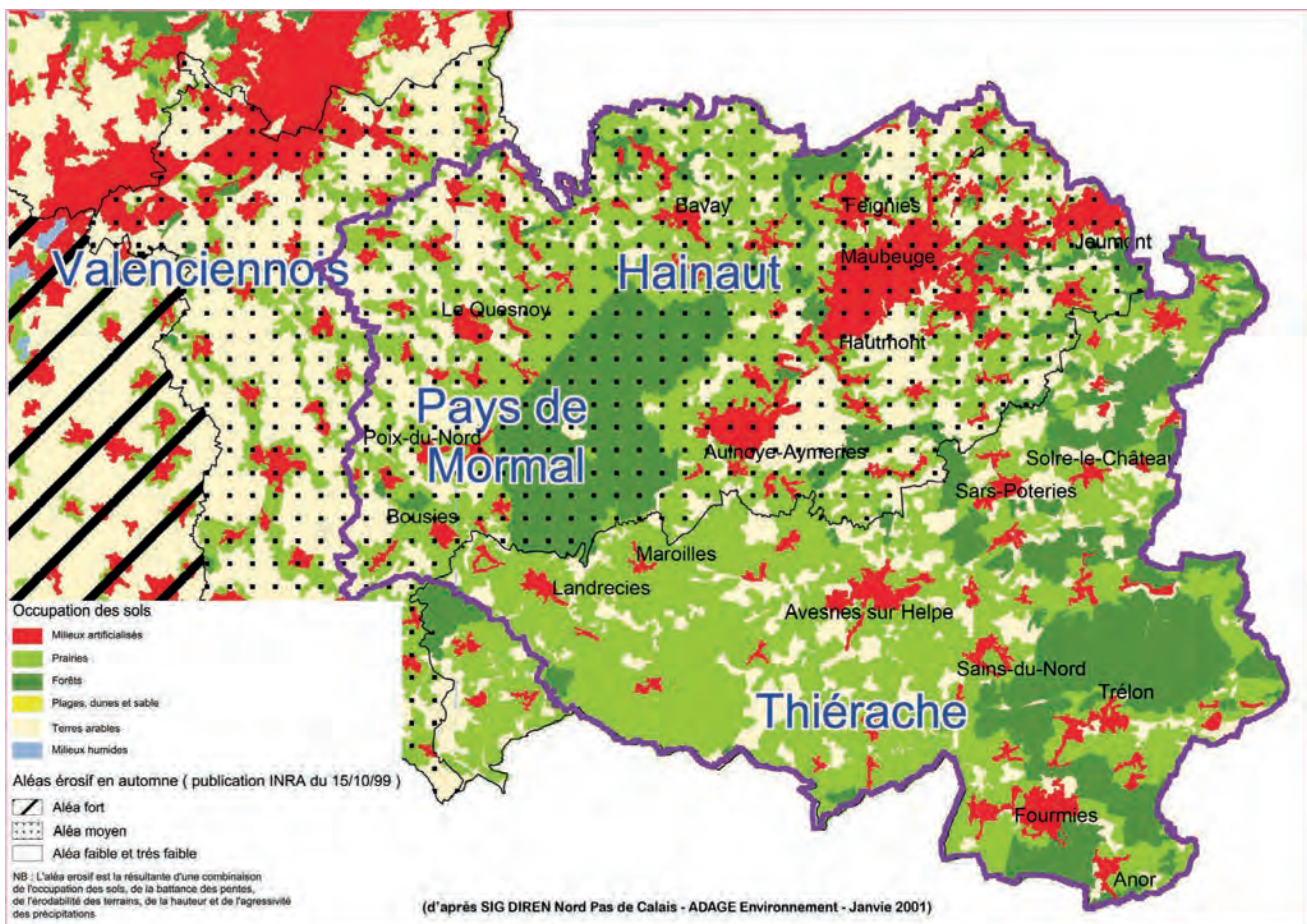 Bavay
Feignies
Jeumont
Valenciennois
Hainaut
Maubeuge
Le Quesnoy
Hautmont
Pays de
Mormal
Poix-du-Nord
Aulnoye-Aymeries
Solre-le-Châtea
Sars-Poteries
Bousies
Maroilles
Landrecies
Avesnes sur Helpe
Sains-du-Nord
Trélon
Thiérache
Fourmies
Anor
Occupation des sols
Milieux artificialisés
Prairies
Forêts
Plages, dunes et sable
Terres arables
Milieux humides
Aléas érosif en automne ( publication INRA du 15/10/99 )
Aléa fort
Aléa moyen
Aléa faible et trés faible
NB : L'aléa erosif est la résultante d'une combinaison
de l'occupation des sols, de la battance des pentes,
de l'érodabilité des terrains, de la hauteur et de l'agressivité
des précipitations
(d'après SIG DIREN Nord Pas de Calais - ADAGE Environnement - Janvie 2001)